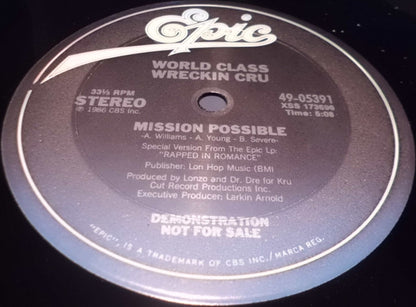 Epic
WORLD CLASS
WRECKIN CRU
33⅓ RPM
STEREO
℗ 1986 CBS Inc.
49-05391
XSS 173696
Time: 5:08
MISSION POSSIBLE
-A. Williams - A. Young - B. Severe-
Special Version From The Epic Lp:
"RAPPED IN ROMANCE"
Publisher: Lon Hop Music (BMI)
Produced by Lonzo and Dr. Dre for Kru
Cut Record Productions Inc.
Executive Producer: Larkin Arnold
DEMONSTRATION
NOT FOR SALE
"EPIC", IS A TRADEMARK OF CBS INC./MARCA REG.